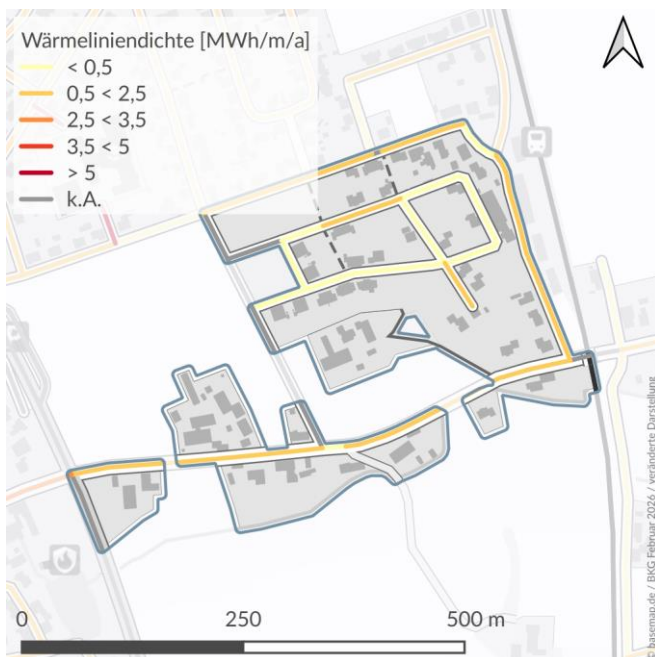 Wärmeliniendichte [MWh/m/a]
< 0,5
0,5 < 2,5
2,5 < 3,5
3,5 < 5
> 5
k.A.
0 250 500 m
© basemap.de / BKG Februar 2026 / veränderte Darstellung